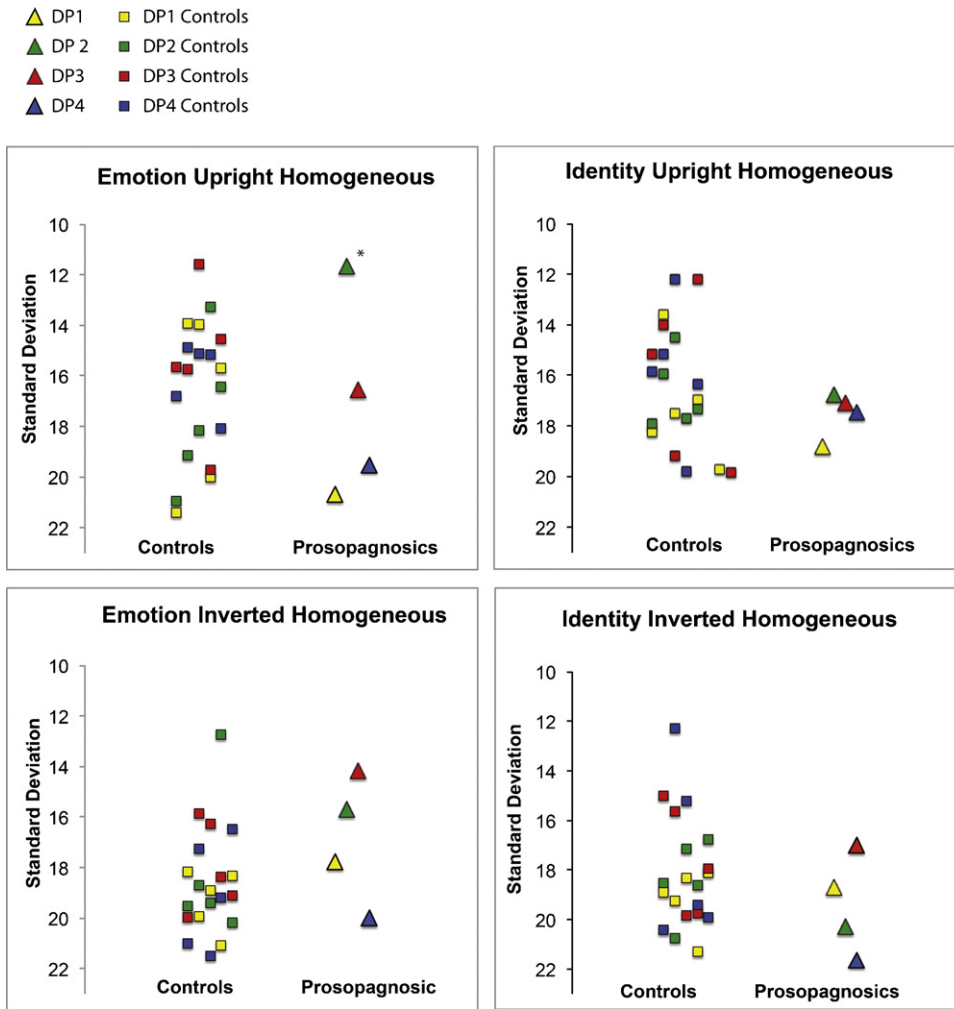 DP1 DP1 Controls
DP 2 DP2 Controls
DP3 DP3 Controls
DP4 DP4 Controls
Emotion Upright Homogeneous
Standard Deviation
10
12
14
16
18
20
22
*
Controls Prosopagnosics
Identity Upright Homogeneous
Standard Deviation
10
12
14
16
18
20
22
Controls Prosopagnosics
Emotion Inverted Homogeneous
Standard Deviation
10
12
14
16
18
20
22
Controls Prosopagnosic
Identity Inverted Homogeneous
Standard Deviation
10
12
14
16
18
20
22
Controls Prosopagnosics